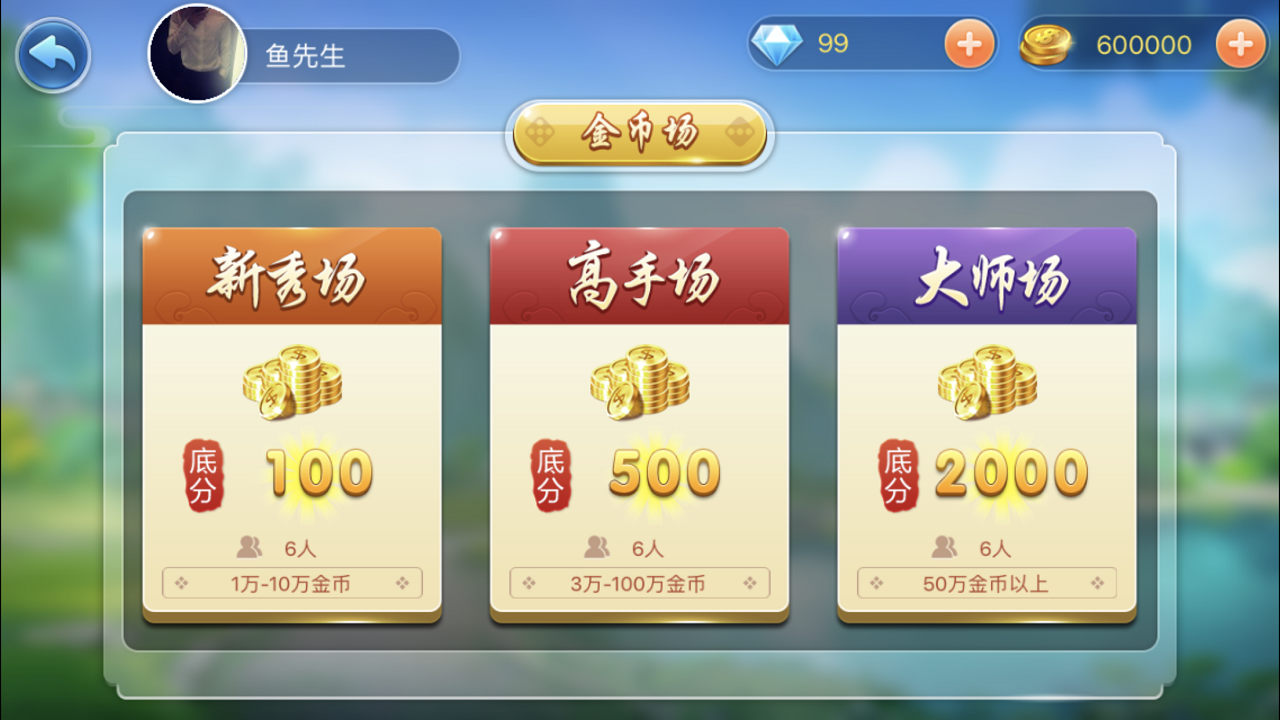 鱼先生
99
600000
金币场
新秀场
底分
100
6人
1万-10万金币
高手场
底分
500
6人
3万-100万金币
大师场
底分
2000
6人
50万金币以上